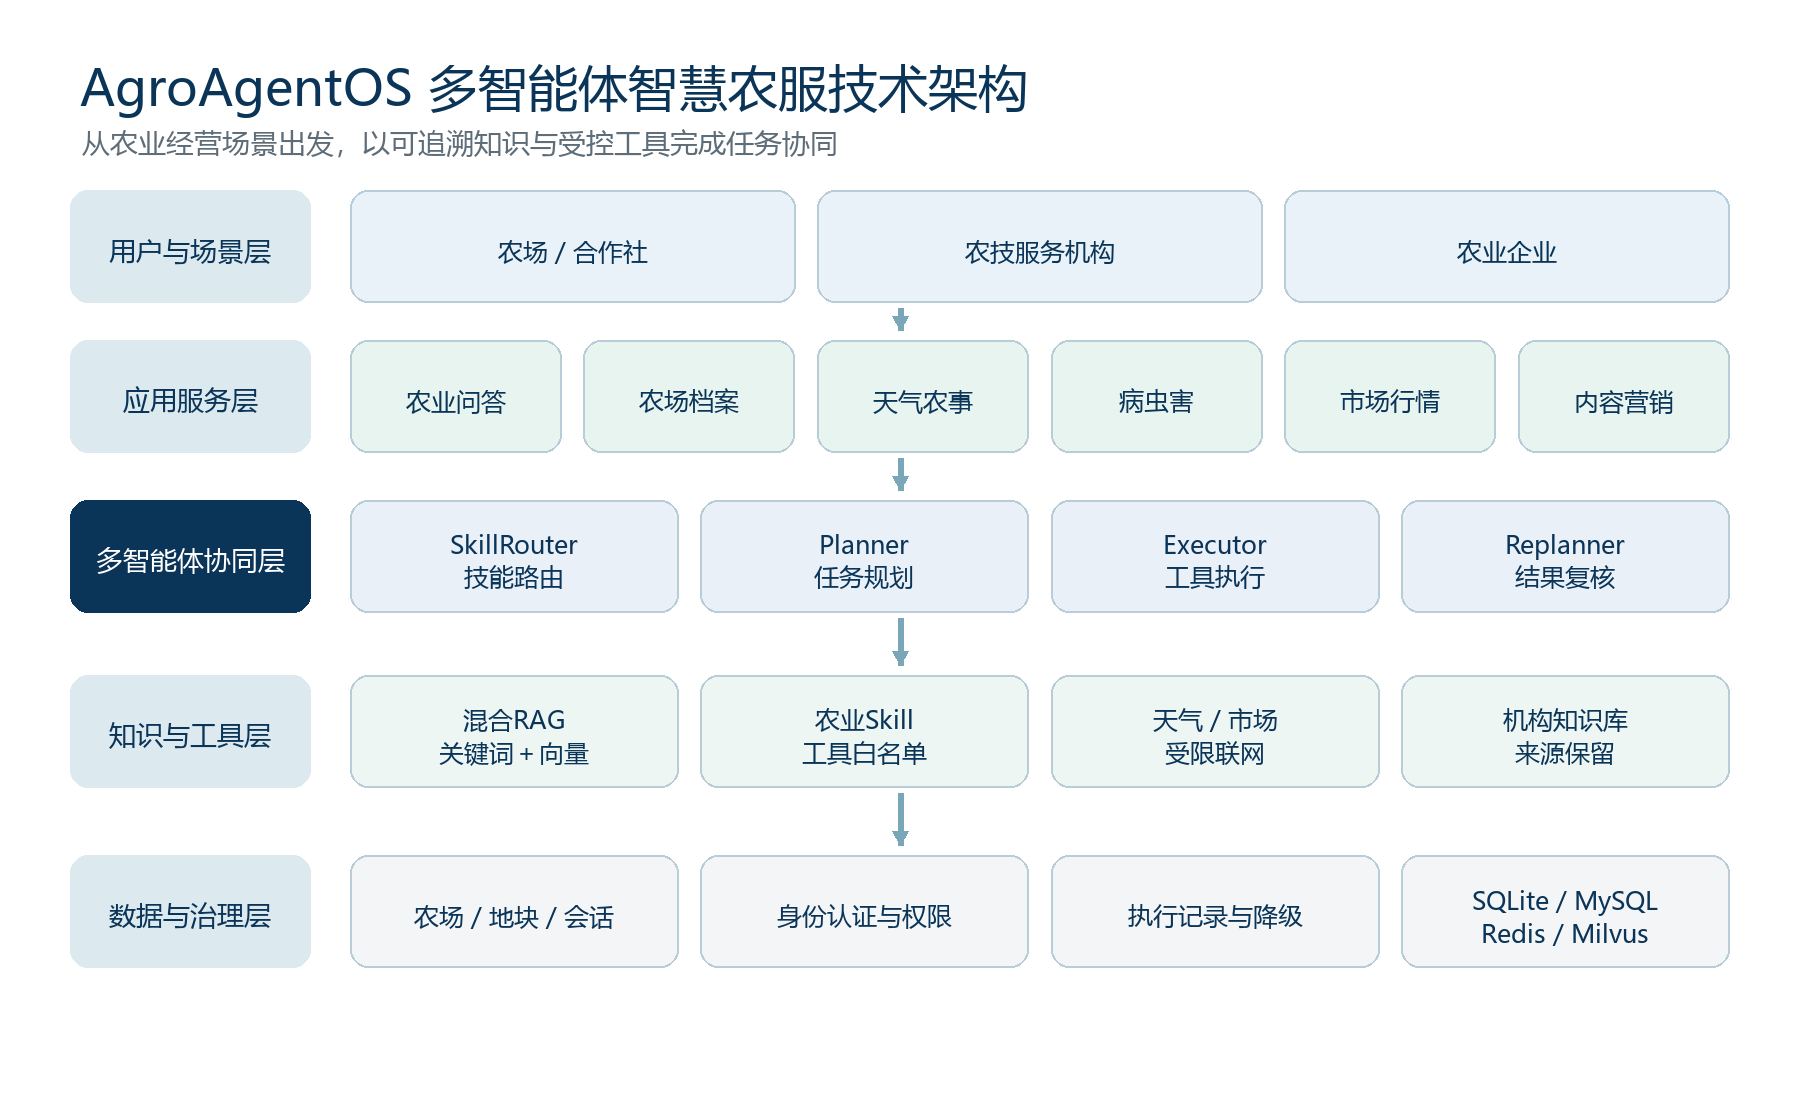 AgroAgentOS 多智能体智慧农服技术架构
从农业经营场景出发，以可追溯知识与受控工具完成任务协同
用户与场景层
农场 / 合作社
农技服务机构
农业企业
应用服务层
农业问答
农场档案
天气农事
病虫害
市场行情
内容营销
多智能体协同层
SkillRouter
技能路由
Planner
任务规划
Executor
工具执行
Replanner
结果复核
知识与工具层
混合RAG
关键词 + 向量
农业Skill
工具白名单
天气 / 市场
受限联网
机构知识库
来源保留
数据与治理层
农场 / 地块 / 会话
身份认证与权限
执行记录与降级
SQLite / MySQL
Redis / Milvus